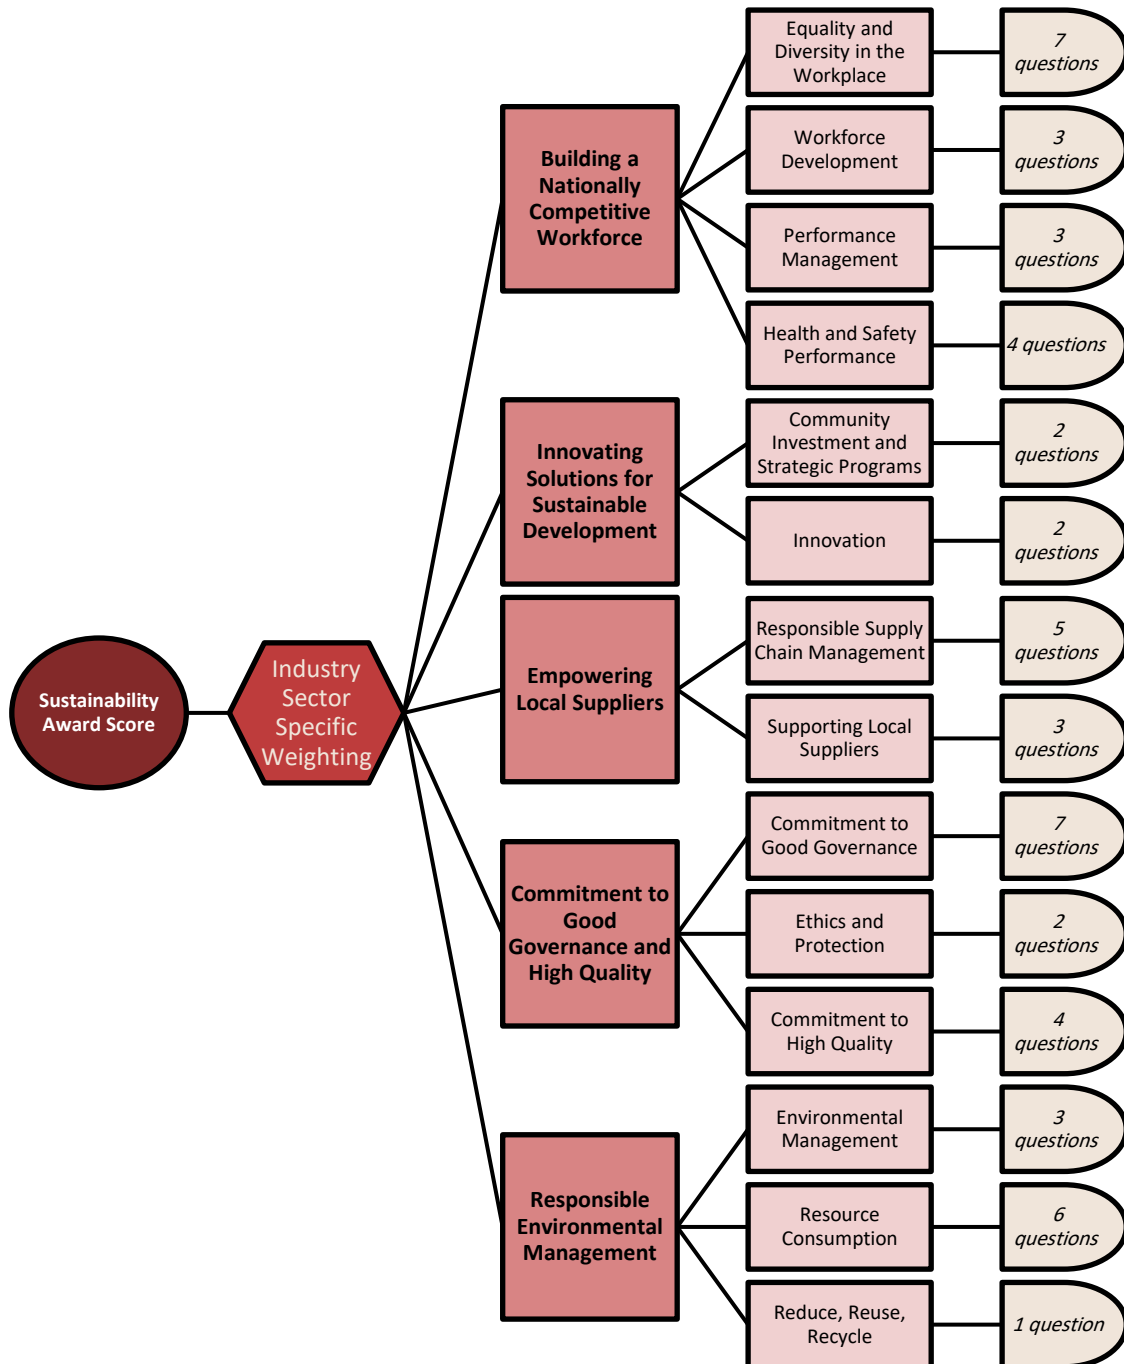 Sustainability
Award Score
Industry
Sector
Specific
Weighting
Building a
Nationally
Competitive
Workforce
Equality and
Diversity in the
Workplace
7
questions
Workforce
Development
3
questions
Performance
Management
3
questions
Health and Safety
Performance
4 questions
Innovating
Solutions for
Sustainable
Development
Community
Investment and
Strategic Programs
2
questions
Innovation
2
questions
Empowering
Local Suppliers
Responsible Supply
Chain Management
5
questions
Supporting Local
Suppliers
3
questions
Commitment to
Good
Governance and
High Quality
Commitment to
Good Governance
7
questions
Ethics and
Protection
2
questions
Commitment to
High Quality
4
questions
Responsible
Environmental
Management
Environmental
Management
3
questions
Resource
Consumption
6
questions
Reduce, Reuse,
Recycle
1 question